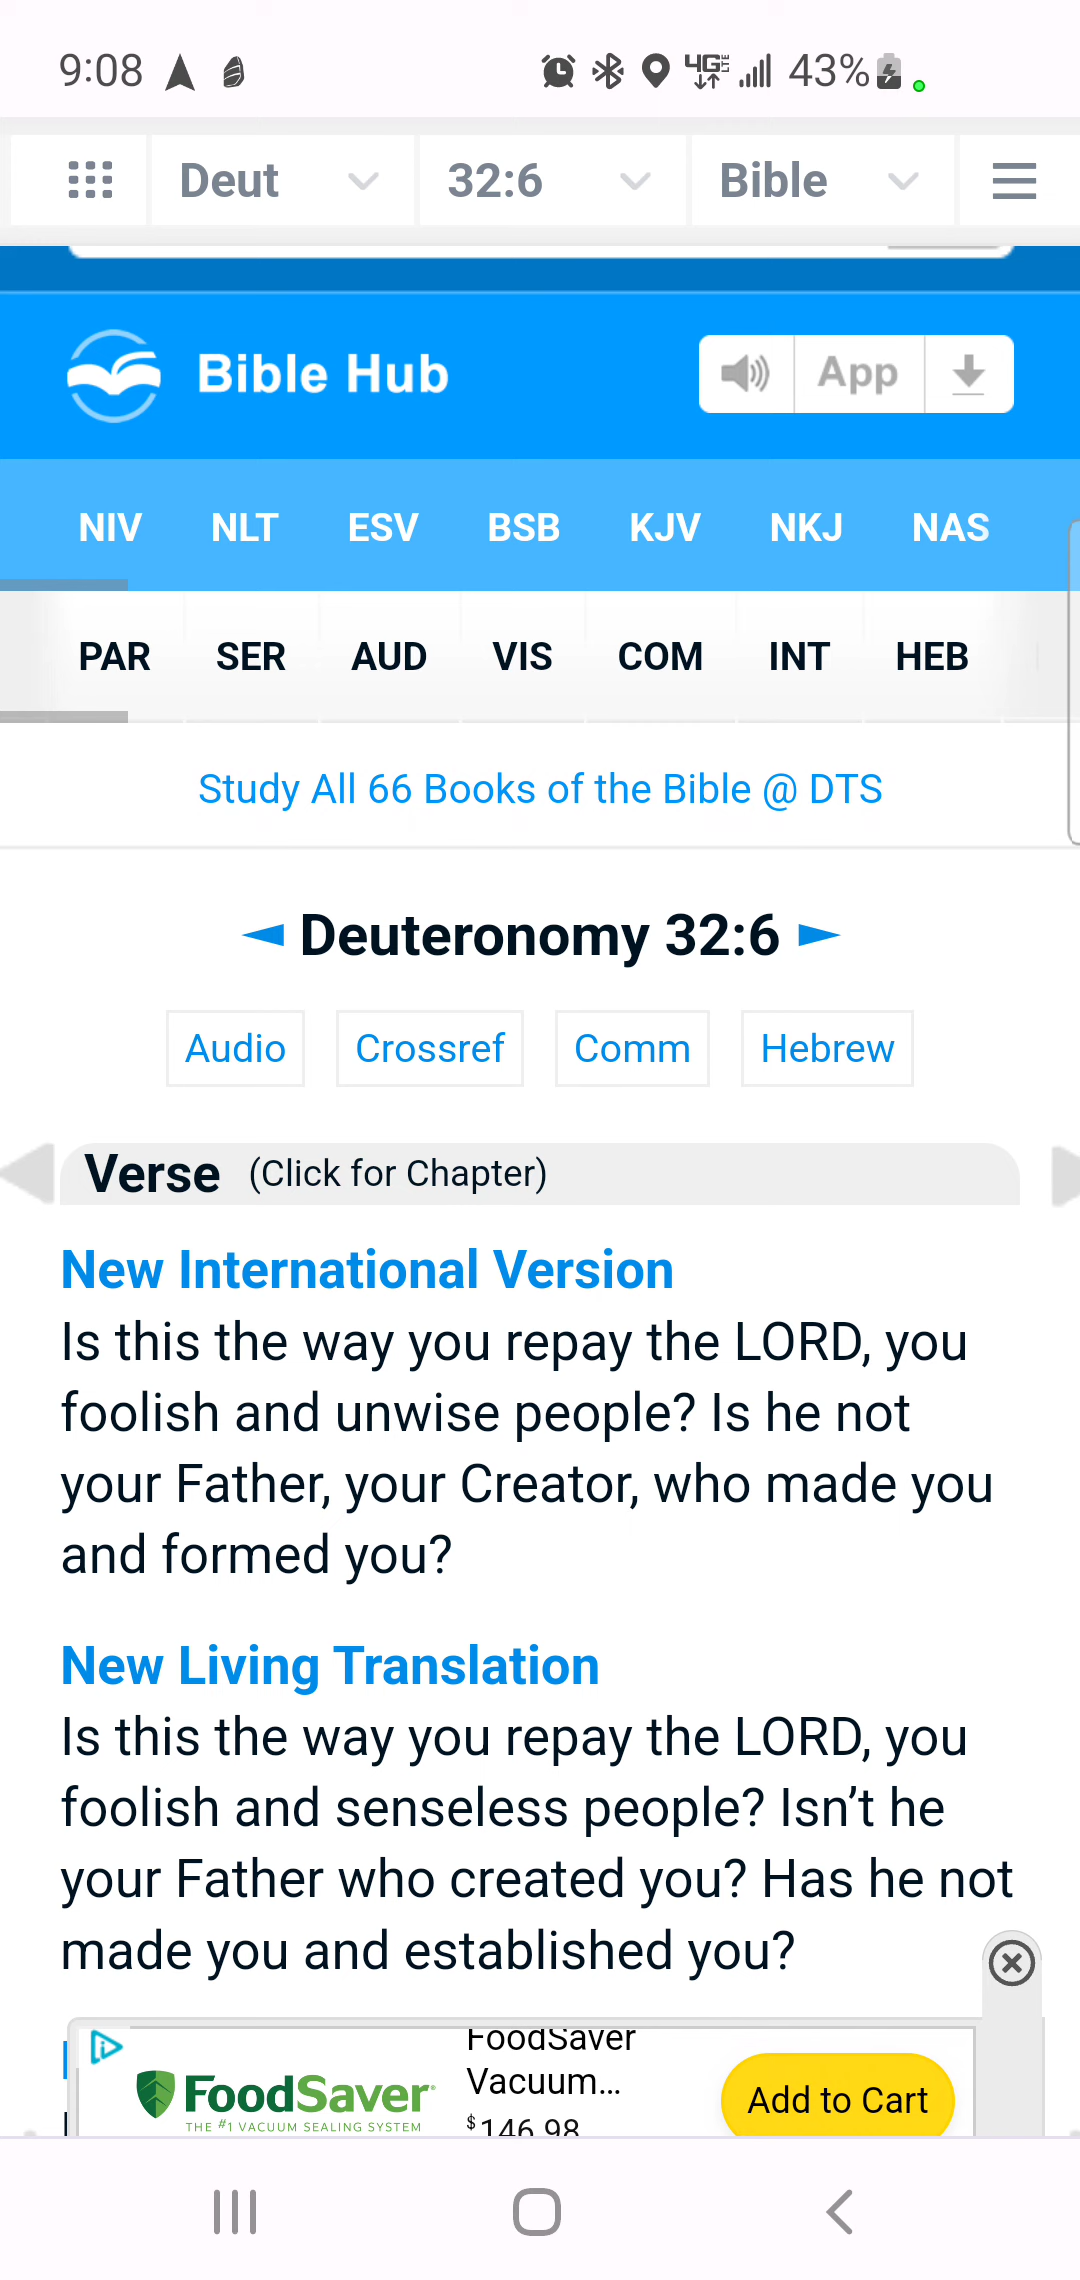 9:08 4G LTE 43%
Deut 32:6 Bible
Bible Hub App
NIV NLT ESV BSB KJV NKJ NAS
PAR SER AUD VIS COM INT HEB
Study All 66 Books of the Bible @ DTS
Deuteronomy 32:6
Audio Crossref Comm Hebrew
Verse (Click for Chapter)
New International Version
Is this the way you repay the LORD, you
foolish and unwise people? Is he not
your Father, your Creator, who made you
and formed you?
New Living Translation
Is this the way you repay the LORD, you
foolish and senseless people? Isn’t he
your Father who created you? Has he not
made you and established you?
FoodSaver
Vacuum...
$146.98
FoodSaver
THE #1 VACUUM SEALING SYSTEM
Add to Cart